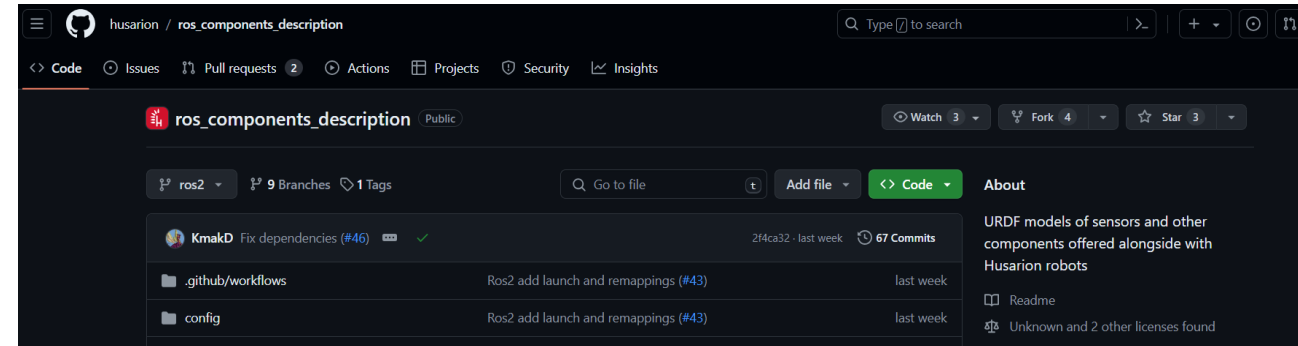 husarion / ros_components_description
Type / to search
Code Issues Pull requests 2 Actions Projects Security Insights
ros_components_description Public
Watch 3 Fork 4 Star 3
ros2 9 Branches 1 Tags
Go to file t Add file Code
About
KmakD Fix dependencies (#46)
2f4ca32 · last week 67 Commits
URDF models of sensors and other
components offered alongside with
Husarion robots
.github/workflows Ros2 add launch and remappings (#43) last week
Readme
config Ros2 add launch and remappings (#43) last week
Unknown and 2 other licenses found